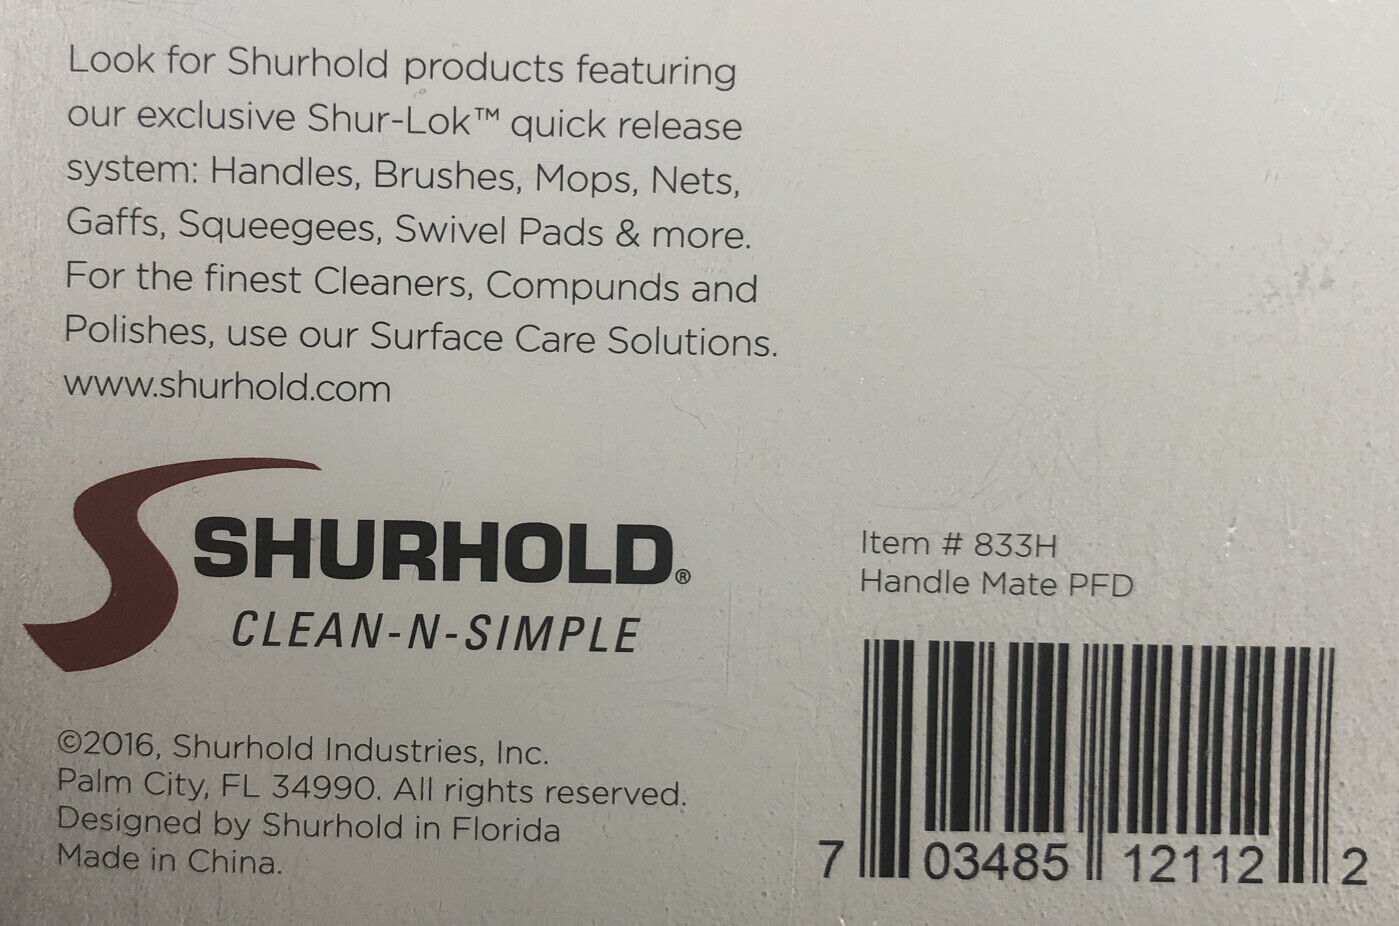 Look for Shurhold products featuring
our exclusive Shur-Lok™ quick release
system: Handles, Brushes, Mops, Nets,
Gaffs, Squeegees, Swivel Pads & more.
For the finest Cleaners, Compunds and
Polishes, use our Surface Care Solutions.
www.shurhold.com
SHURHOLD®
CLEAN-N-SIMPLE
©2016, Shurhold Industries, Inc.
Palm City, FL 34990. All rights reserved.
Designed by Shurhold in Florida
Made in China.
Item # 833H
Handle Mate PFD
7 03485 12112 2